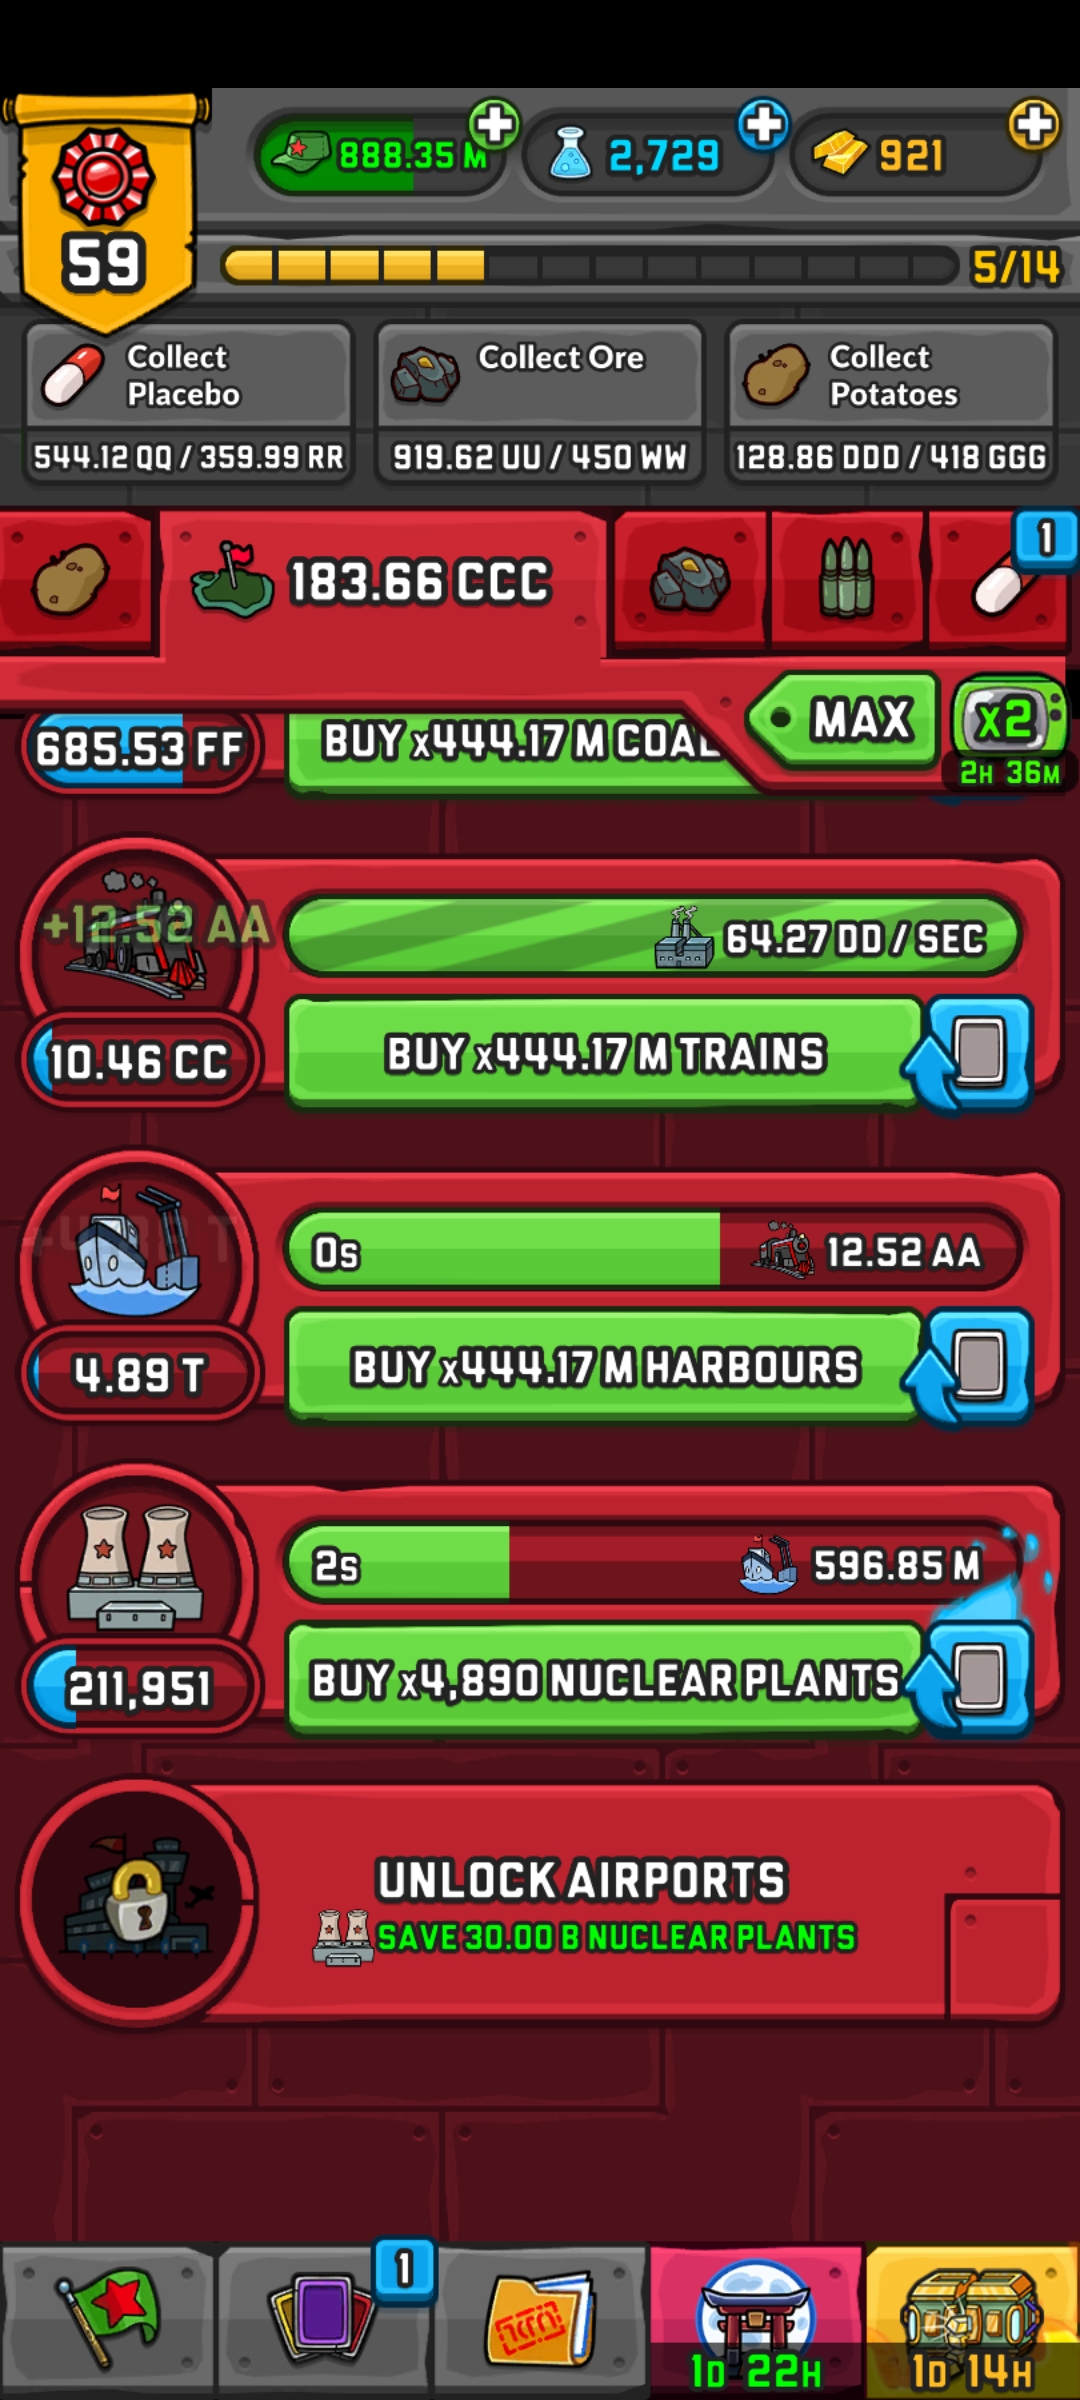 888.35 M
2,729
921
59
5/14
Collect
Placebo
544.12 QQ / 359.99 RR
Collect Ore
919.62 UU / 450 WW
Collect
Potatoes
128.86 DDD / 418 GGG
183.66 CCC
1
MAX
x2
2H 36M
685.53 FF
BUY x444.17 M COAL
+12.52 AA
64.27 DD / SEC
10.46 CC
BUY x444.17 M TRAINS
0s
12.52 AA
4.89 T
BUY x444.17 M HARBOURS
2s
596.85 M
211,951
BUY x4,890 NUCLEAR PLANTS
UNLOCK AIRPORTS
SAVE 30.00 B NUCLEAR PLANTS
1
1D 22H
1D 14H